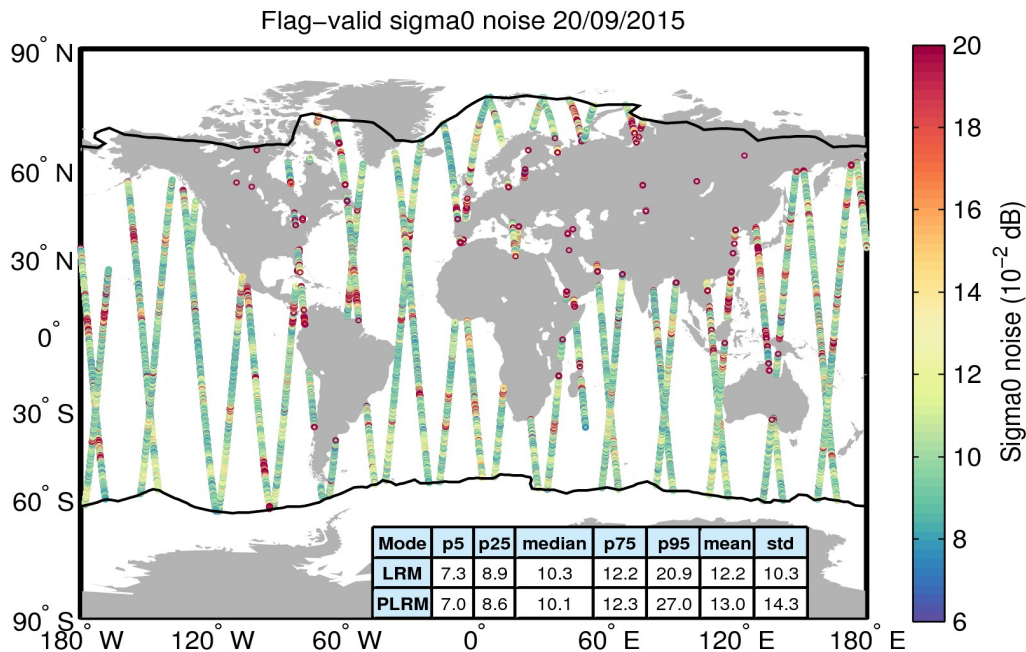 Flag−valid sigma0 noise 20/09/2015
90° N
60° N
30° N
0°
30° S
60° S
90° S
180° W
120° W
60° W
0°
60° E
120° E
180° E
Mode p5 p25 median p75 p95 mean std
LRM 7.3 8.9 10.3 12.2 20.9 12.2 10.3
PLRM 7.0 8.6 10.1 12.3 27.0 13.0 14.3
20
18
16
14
12
10
8
6
Sigma0 noise (10⁻² dB)